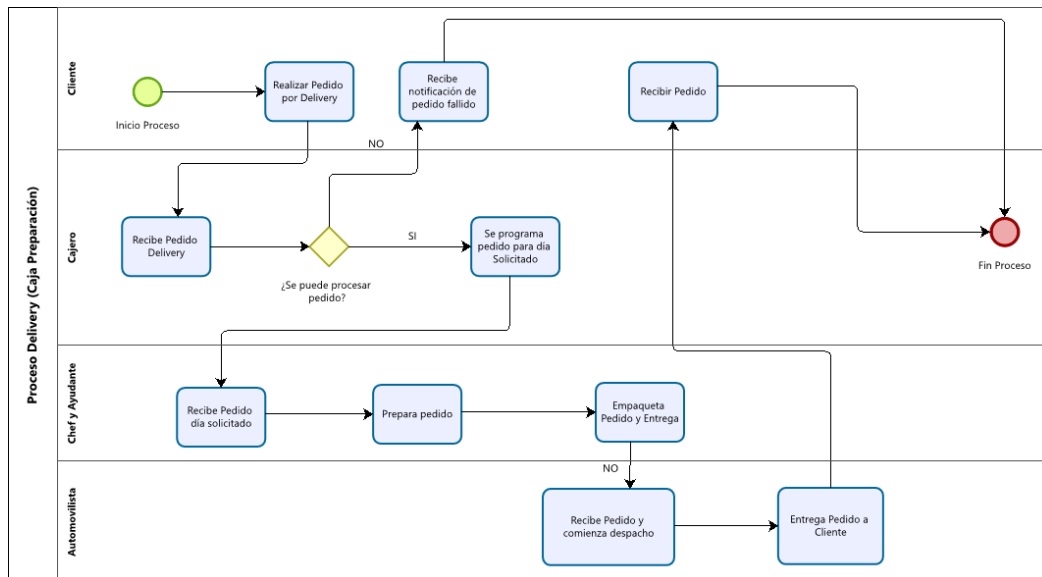 Proceso Delivery (Caja Preparación)
Cliente
Inicio Proceso
Realizar Pedido
por Delivery
Recibe
notificación de
pedido fallido
Recibir Pedido
NO
Cajero
Recibe Pedido
Delivery
¿Se puede procesar
pedido?
SI
Se programa
pedido para día
Solicitado
Fin Proceso
Chef y Ayudante
Recibe Pedido
día solicitado
Prepara pedido
Empaqueta
Pedido y Entrega
NO
Automovilista
Recibe Pedido y
comienza despacho
Entrega Pedido a
Cliente